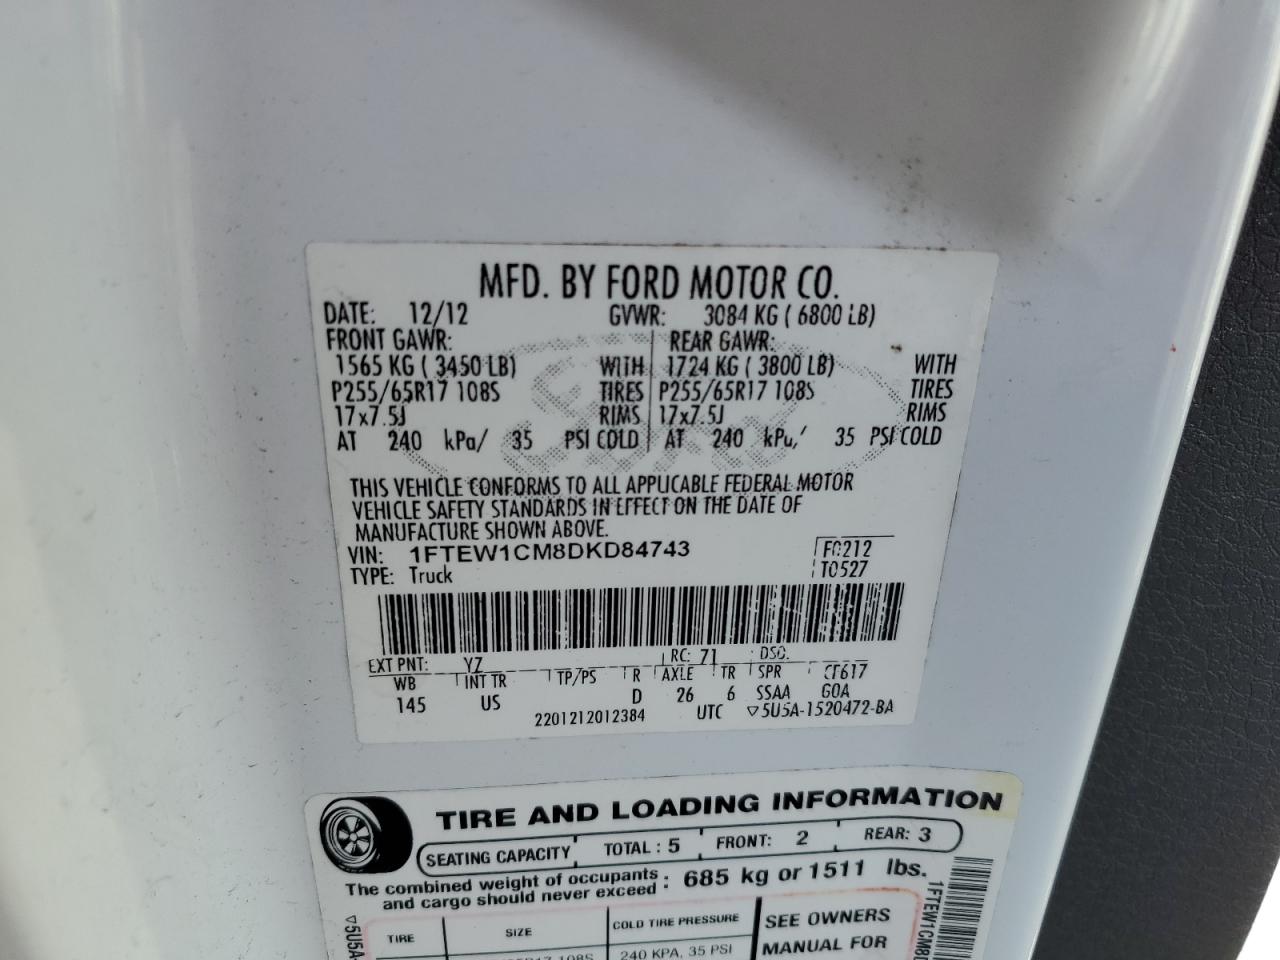 MFD. BY FORD MOTOR CO.
DATE: 12/12 GVWR: 3084 KG ( 6800 LB)
FRONT GAWR: REAR GAWR:
1565 KG ( 3450 LB) WITH 1724 KG ( 3800 LB) WITH
P255/65R17 108S TIRES P255/65R17 108S TIRES
17x7.5J RIMS 17x7.5J RIMS
AT 240 kPa/ 35 PSI COLD AT 240 kPa/ 35 PSI COLD
THIS VEHICLE CONFORMS TO ALL APPLICABLE FEDERAL MOTOR
VEHICLE SAFETY STANDARDS IN EFFECT ON THE DATE OF
MANUFACTURE SHOWN ABOVE.
VIN: 1FTEW1CM8DKD84743 F0212
TYPE: Truck T0527
EXT PNT: YZ RC: 71 DSO:
WB INT TR TP/PS R AXLE TR SPR CF617
145 US D 26 6 SSAA GOA
2201212012384 UTC ▽5U5A-1520472-BA
TIRE AND LOADING INFORMATION
SEATING CAPACITY TOTAL : 5 FRONT: 2 REAR: 3
The combined weight of occupants
and cargo should never exceed : 685 kg or 1511 lbs.
TIRE SIZE COLD TIRE PRESSURE SEE OWNERS
MANUAL FOR
108S 240 KPA, 35 PSI
▽5U5A-
1FTEW1CM8D